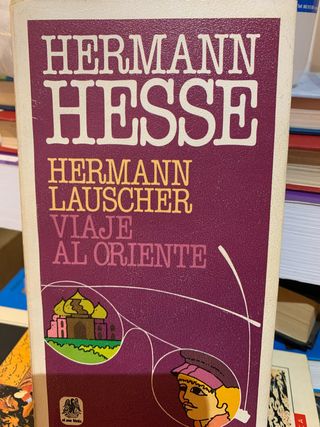 HERMANN
HESSE
HERMANN
LAUSCHER
VIAJE
AL ORIENTE